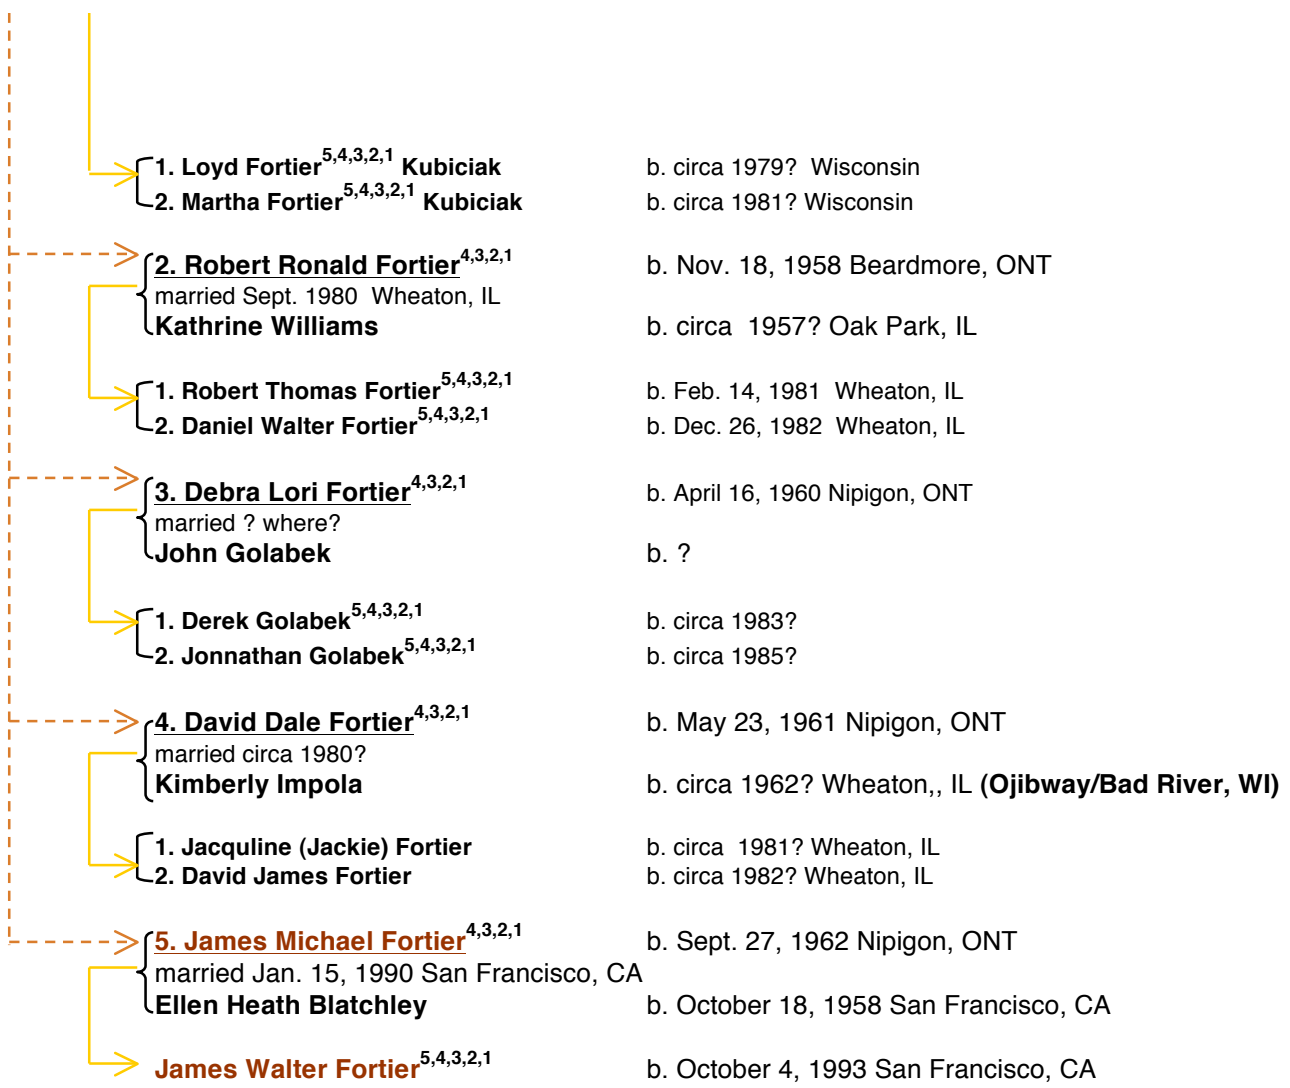 1. Loyd Fortier5,4,3,2,1 Kubiciak b. circa 1979? Wisconsin
2. Martha Fortier5,4,3,2,1 Kubiciak b. circa 1981? Wisconsin
2. Robert Ronald Fortier4,3,2,1 b. Nov. 18, 1958 Beardmore, ONT
married Sept. 1980 Wheaton, IL
Kathrine Williams b. circa 1957? Oak Park, IL
1. Robert Thomas Fortier5,4,3,2,1 b. Feb. 14, 1981 Wheaton, IL
2. Daniel Walter Fortier5,4,3,2,1 b. Dec. 26, 1982 Wheaton, IL
3. Debra Lori Fortier4,3,2,1 b. April 16, 1960 Nipigon, ONT
married ? where?
John Golabek b. ?
1. Derek Golabek5,4,3,2,1 b. circa 1983?
2. Jonnathan Golabek5,4,3,2,1 b. circa 1985?
4. David Dale Fortier4,3,2,1 b. May 23, 1961 Nipigon, ONT
married circa 1980?
Kimberly Impola b. circa 1962? Wheaton,, IL (Ojibway/Bad River, WI)
1. Jacquline (Jackie) Fortier b. circa 1981? Wheaton, IL
2. David James Fortier b. circa 1982? Wheaton, IL
5. James Michael Fortier4,3,2,1 b. Sept. 27, 1962 Nipigon, ONT
married Jan. 15, 1990 San Francisco, CA
Ellen Heath Blatchley b. October 18, 1958 San Francisco, CA
James Walter Fortier5,4,3,2,1 b. October 4, 1993 San Francisco, CA